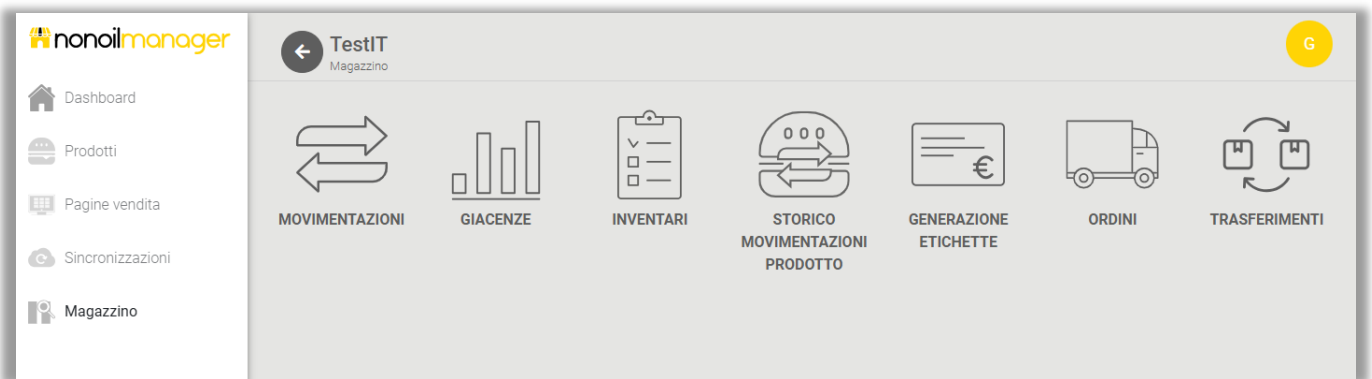 nonoilmanager
TestIT
Magazzino
G
Dashboard
Prodotti
Pagine vendita
Sincronizzazioni
Magazzino
MOVIMENTAZIONI
GIACENZE
INVENTARI
STORICO
MOVIMENTAZIONI
PRODOTTO
GENERAZIONE
ETICHETTE
€
ORDINI
TRASFERIMENTI